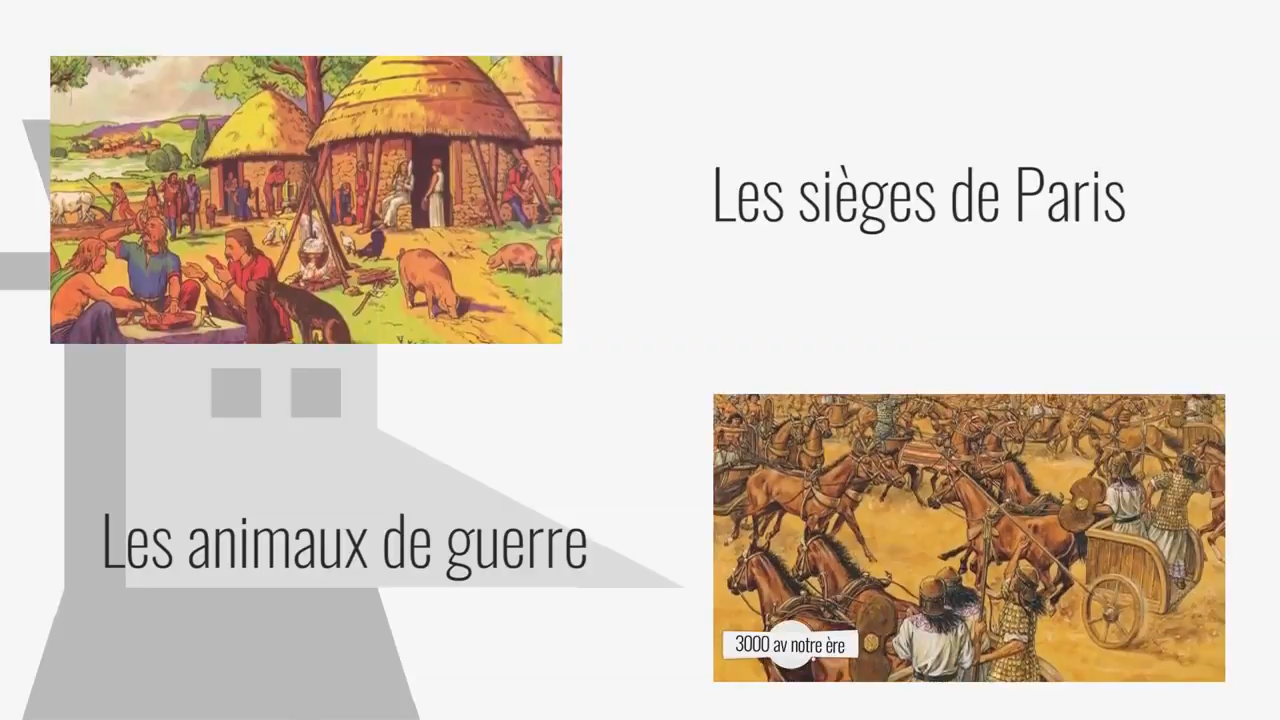 Les sièges de Paris
Les animaux de guerre
3000 av notre ère